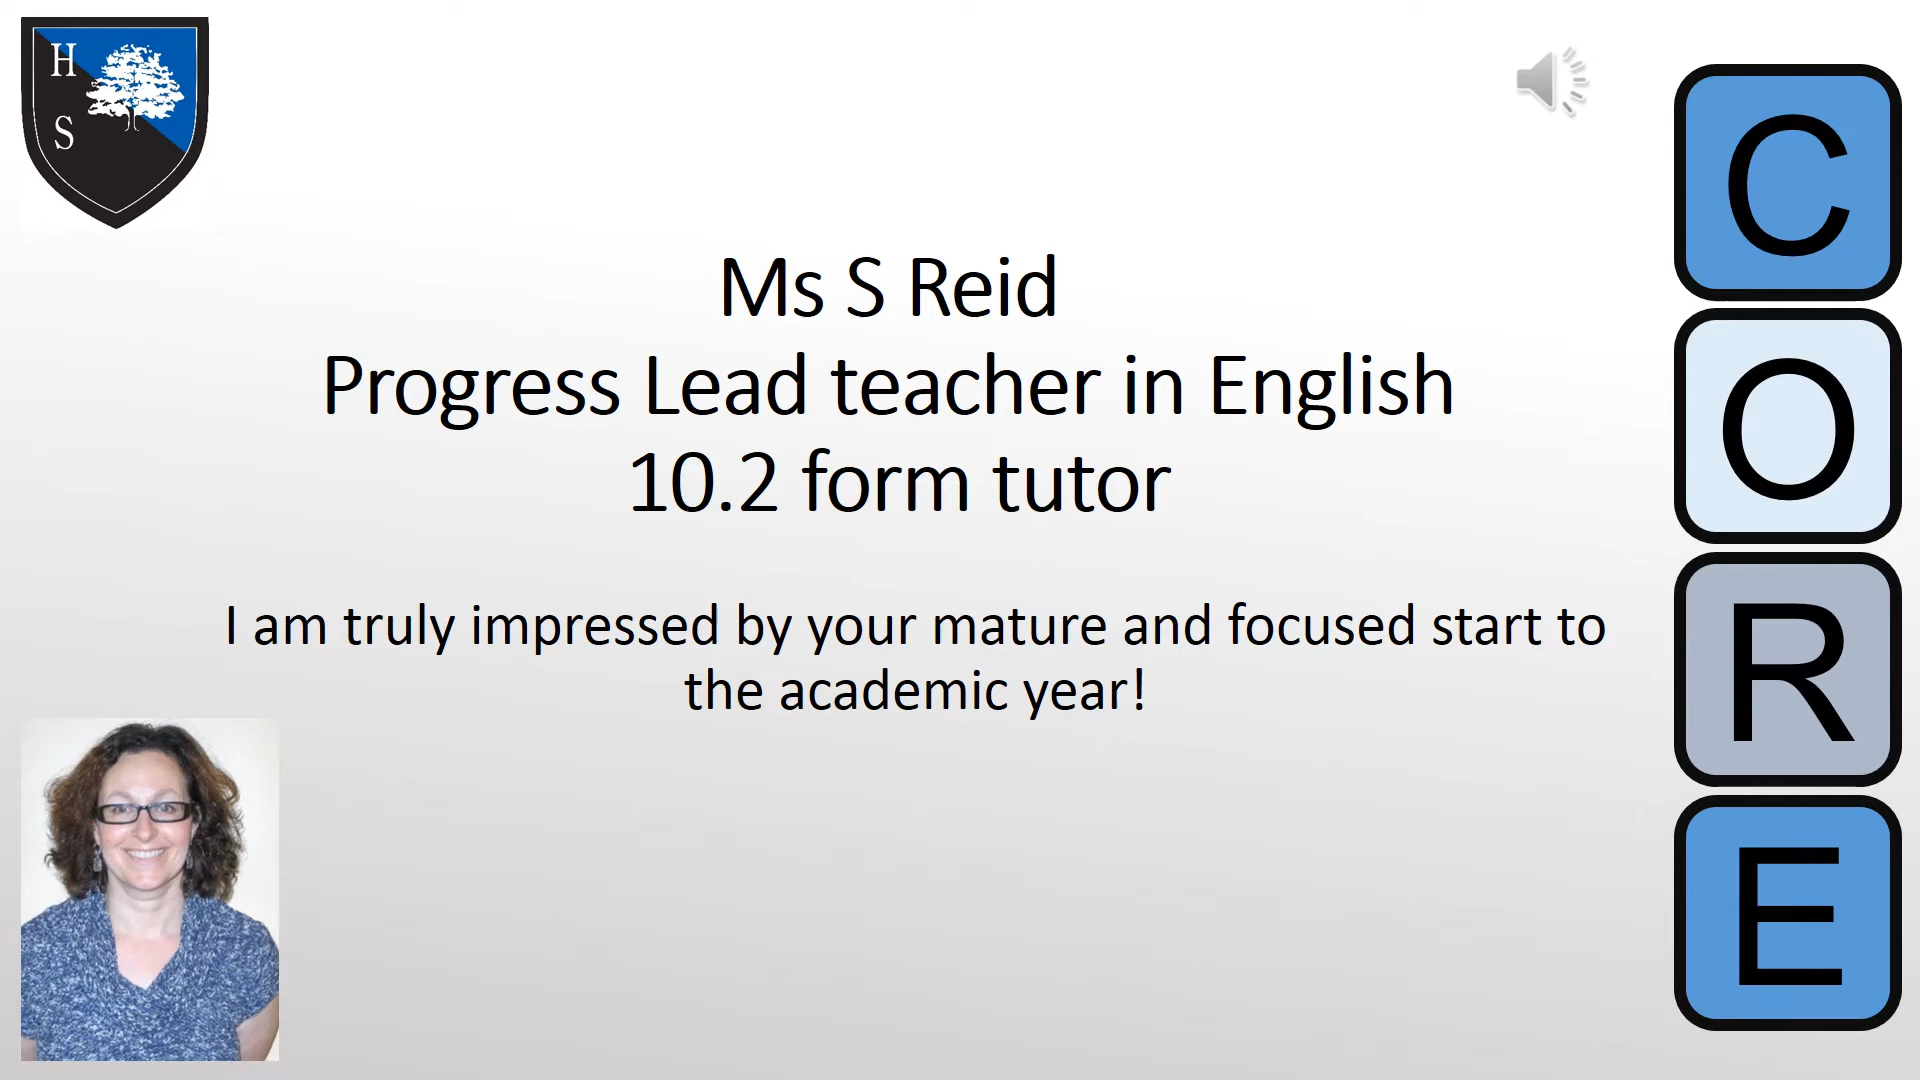 H
S
Ms S Reid
Progress Lead teacher in English
10.2 form tutor
I am truly impressed by your mature and focused start to
the academic year!
C
O
R
E